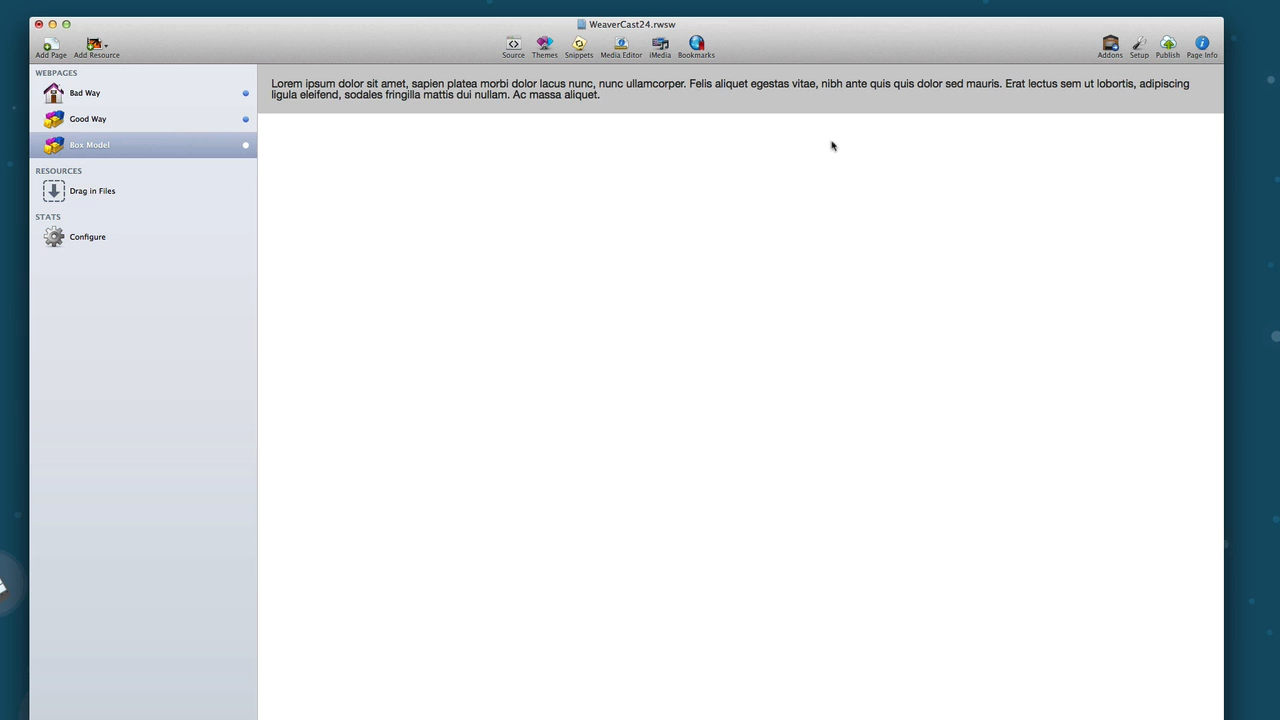 WeaverCast24.rwsw
Add Page
Add Resource
Source
Themes
Snippets
Media Editor
iMedia
Bookmarks
Addons
Setup
Publish
Page Info
WEBPAGES
Bad Way
Good Way
Box Model
RESOURCES
Drag in Files
STATS
Configure
Lorem ipsum dolor sit amet, sapien platea morbi dolor lacus nunc, nunc ullamcorper. Felis aliquet egestas vitae, nibh ante quis quis dolor sed mauris. Erat lectus sem ut lobortis, adipiscing
ligula eleifend, sodales fringilla mattis dui nullam. Ac massa aliquet.